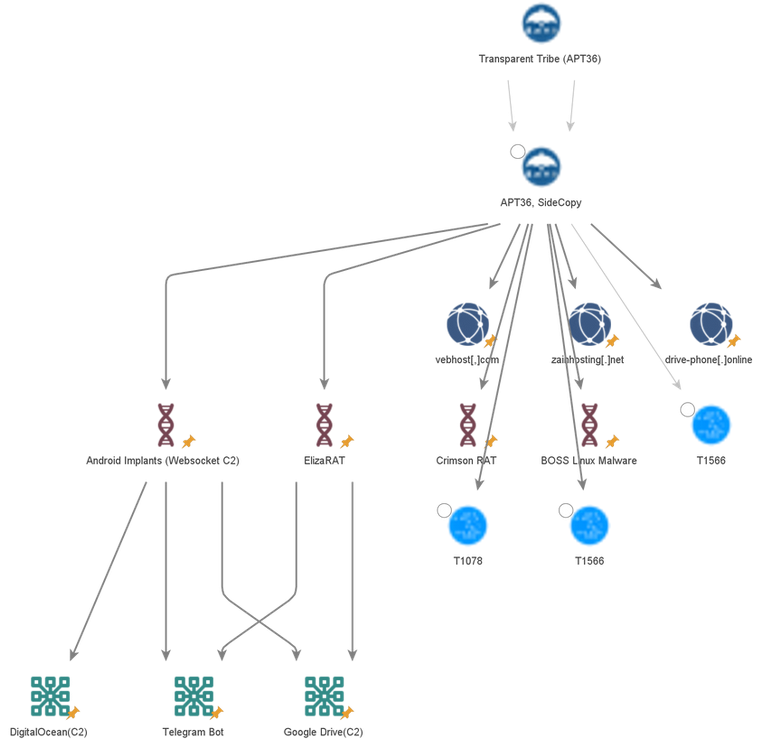 Transparent Tribe (APT36)
APT36, SideCopy
vebhost[.]com
zainhosting[.]net
drive-phone[.]online
Android Implants (Websocket C2)
ElizaRAT
Crimson RAT
BOSS Linux Malware
T1566
T1078
T1566
DigitalOcean(C2)
Telegram Bot
Google Drive(C2)